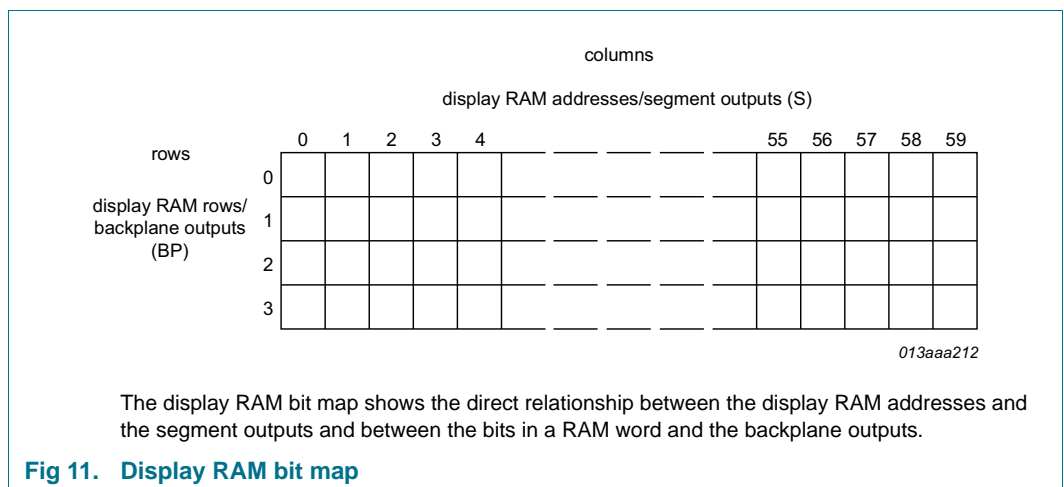 columns
display RAM addresses/segment outputs (S)
0 1 2 3 4 55 56 57 58 59
rows
0
display RAM rows/
backplane outputs
(BP)
1
2
3
013aaa212
The display RAM bit map shows the direct relationship between the display RAM addresses and
the segment outputs and between the bits in a RAM word and the backplane outputs.
Fig 11. Display RAM bit map